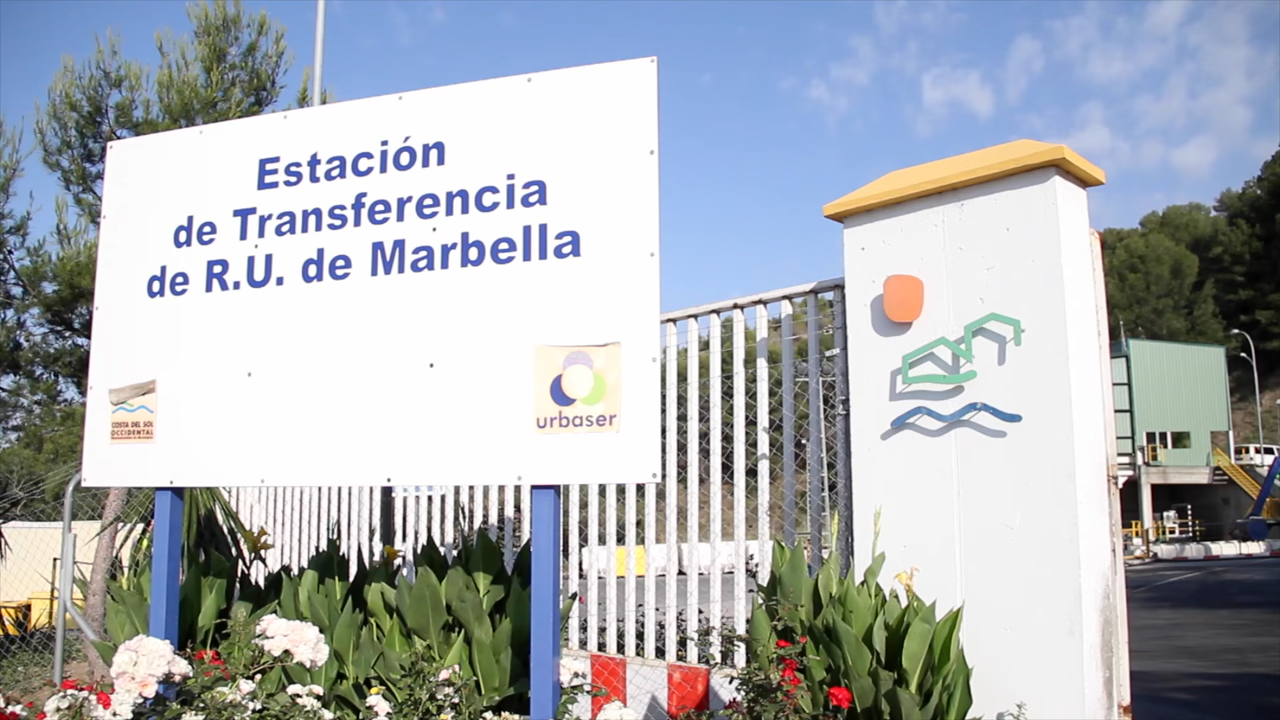 Estación
de Transferencia
de R.U. de Marbella
COSTA DEL SOL
OCCIDENTAL
urbaser